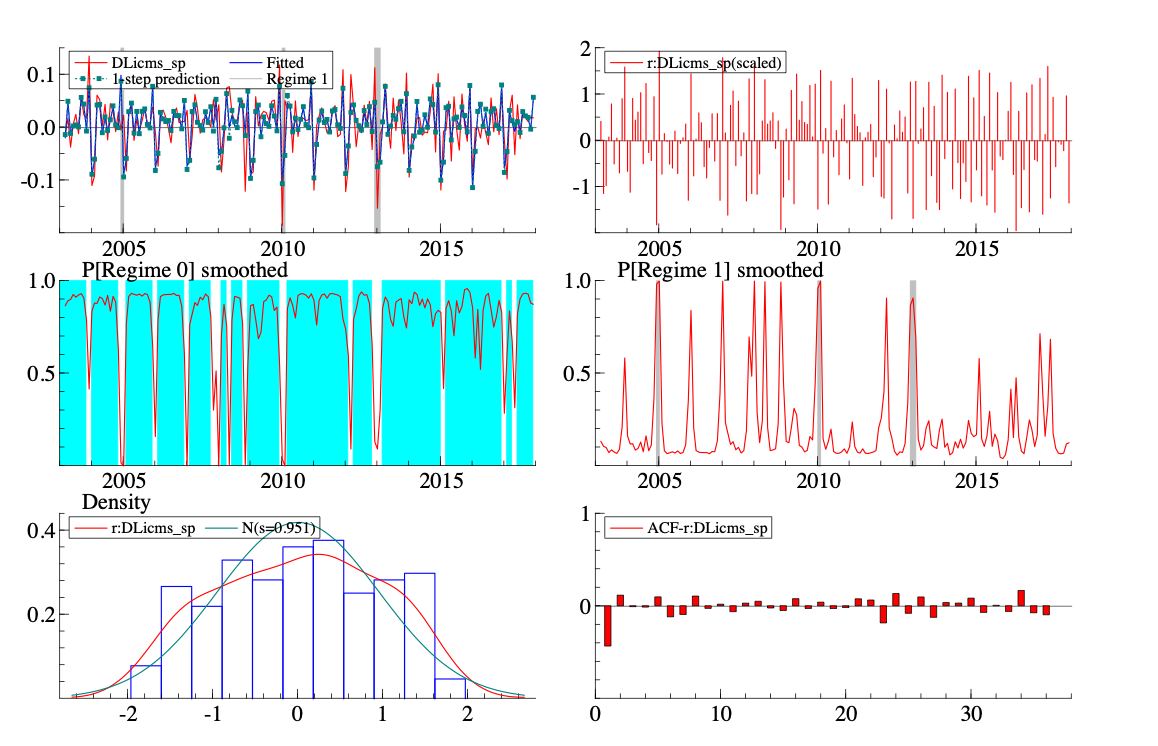 DLicms_sp Fitted
1-step prediction Regime 1
0.1
0.0
-0.1
2005 2010 2015
r:DLicms_sp(scaled)
2
1
0
-1
2005 2010 2015
P[Regime 0] smoothed
1.0
0.5
2005 2010 2015
P[Regime 1] smoothed
1.0
0.5
2005 2010 2015
Density
r:DLicms_sp N(s=0.951)
0.4
0.2
-2 -1 0 1 2
ACF-r:DLicms_sp
1
0
0 10 20 30